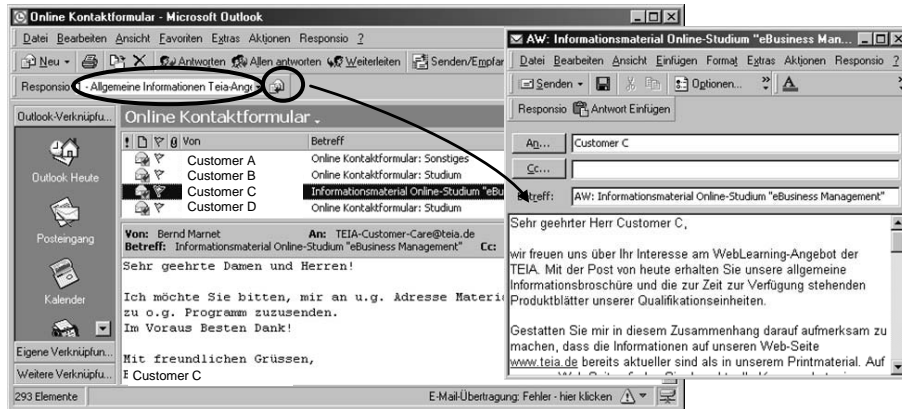 Online Kontaktformular - Microsoft Outlook
Datei Bearbeiten Ansicht Favoriten Extras Aktionen Responsio ?
Neu Antworten Allen antworten Weiterleiten Senden/Empfar
Responsio - Allgemeine Informationen Teia-Ang
Outlook-Verknüpfu...
Online Kontaktformular
! Von Betreff
Customer A Online Kontaktformular: Sonstiges
Customer B Online Kontaktformular: Studium
Customer C Informationsmaterial Online-Studium "eBu
Customer D Online Kontaktformular: Studium
Outlook Heute
Posteingang
Kalender
Eigene Verknüpfun...
Weitere Verknüpfu...
Von: Bernd Marnet An: TEIA-Customer-Care@teia.de
Betreff: Informationsmaterial Online-Studium "eBusiness Management" Cc:
Sehr geehrte Damen und Herren!
Ich möchte Sie bitten, mir an u.g. Adresse Materi
zu o.g. Programm zuzusenden.
Im Voraus Besten Dank!
Mit freundlichen Grüssen,
Customer C
293 Elemente E-Mail-Übertragung: Fehler - hier klicken
AW: Informationsmaterial Online-Studium "eBusiness Man...
Datei Bearbeiten Ansicht Einfügen Format Extras Aktionen Responsio ?
Senden Optionen... A
Responsio Antwort Einfügen
An... Customer C
Cc...
Betreff: AW: Informationsmaterial Online-Studium "eBusiness Management"
Sehr geehrter Herr Customer C,
wir freuen uns über Ihr Interesse am WebLearning-Angebot der
TEIA. Mit der Post von heute erhalten Sie unsere allgemeine
Informationsbroschüre und die zur Zeit zur Verfügung stehenden
Produktblätter unserer Qualifikationseinheiten.
Gestatten Sie mir in diesem Zusammenhang darauf aufmerksam zu
machen, dass die Informationen auf unseren Web-Seite
www.teia.de bereits aktueller sind als in unserem Printmaterial. Auf